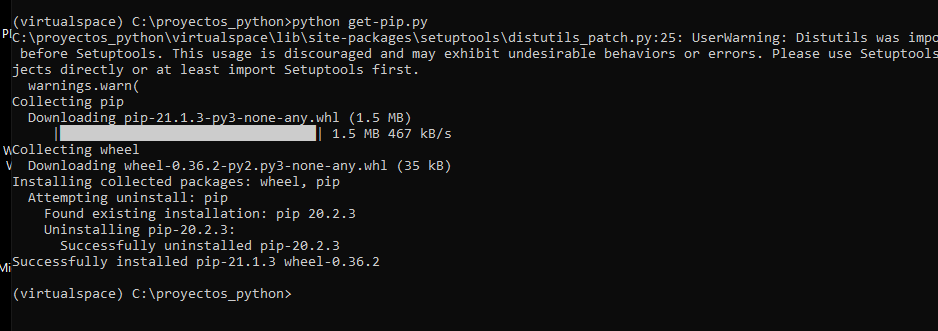 (virtualspace) C:\proyectos_python>python get-pip.py
C:\proyectos_python\virtualspace\lib\site-packages\setuptools\distutils_patch.py:25: UserWarning: Distutils was impo
before Setuptools. This usage is discouraged and may exhibit undesirable behaviors or errors. Please use Setuptools
jects directly or at least import Setuptools first.
warnings.warn(
Collecting pip
Downloading pip-21.1.3-py3-none-any.whl (1.5 MB)
| | 1.5 MB 467 kB/s
Collecting wheel
Downloading wheel-0.36.2-py2.py3-none-any.whl (35 kB)
Installing collected packages: wheel, pip
Attempting uninstall: pip
Found existing installation: pip 20.2.3
Uninstalling pip-20.2.3:
Successfully uninstalled pip-20.2.3
Successfully installed pip-21.1.3 wheel-0.36.2
(virtualspace) C:\proyectos_python>